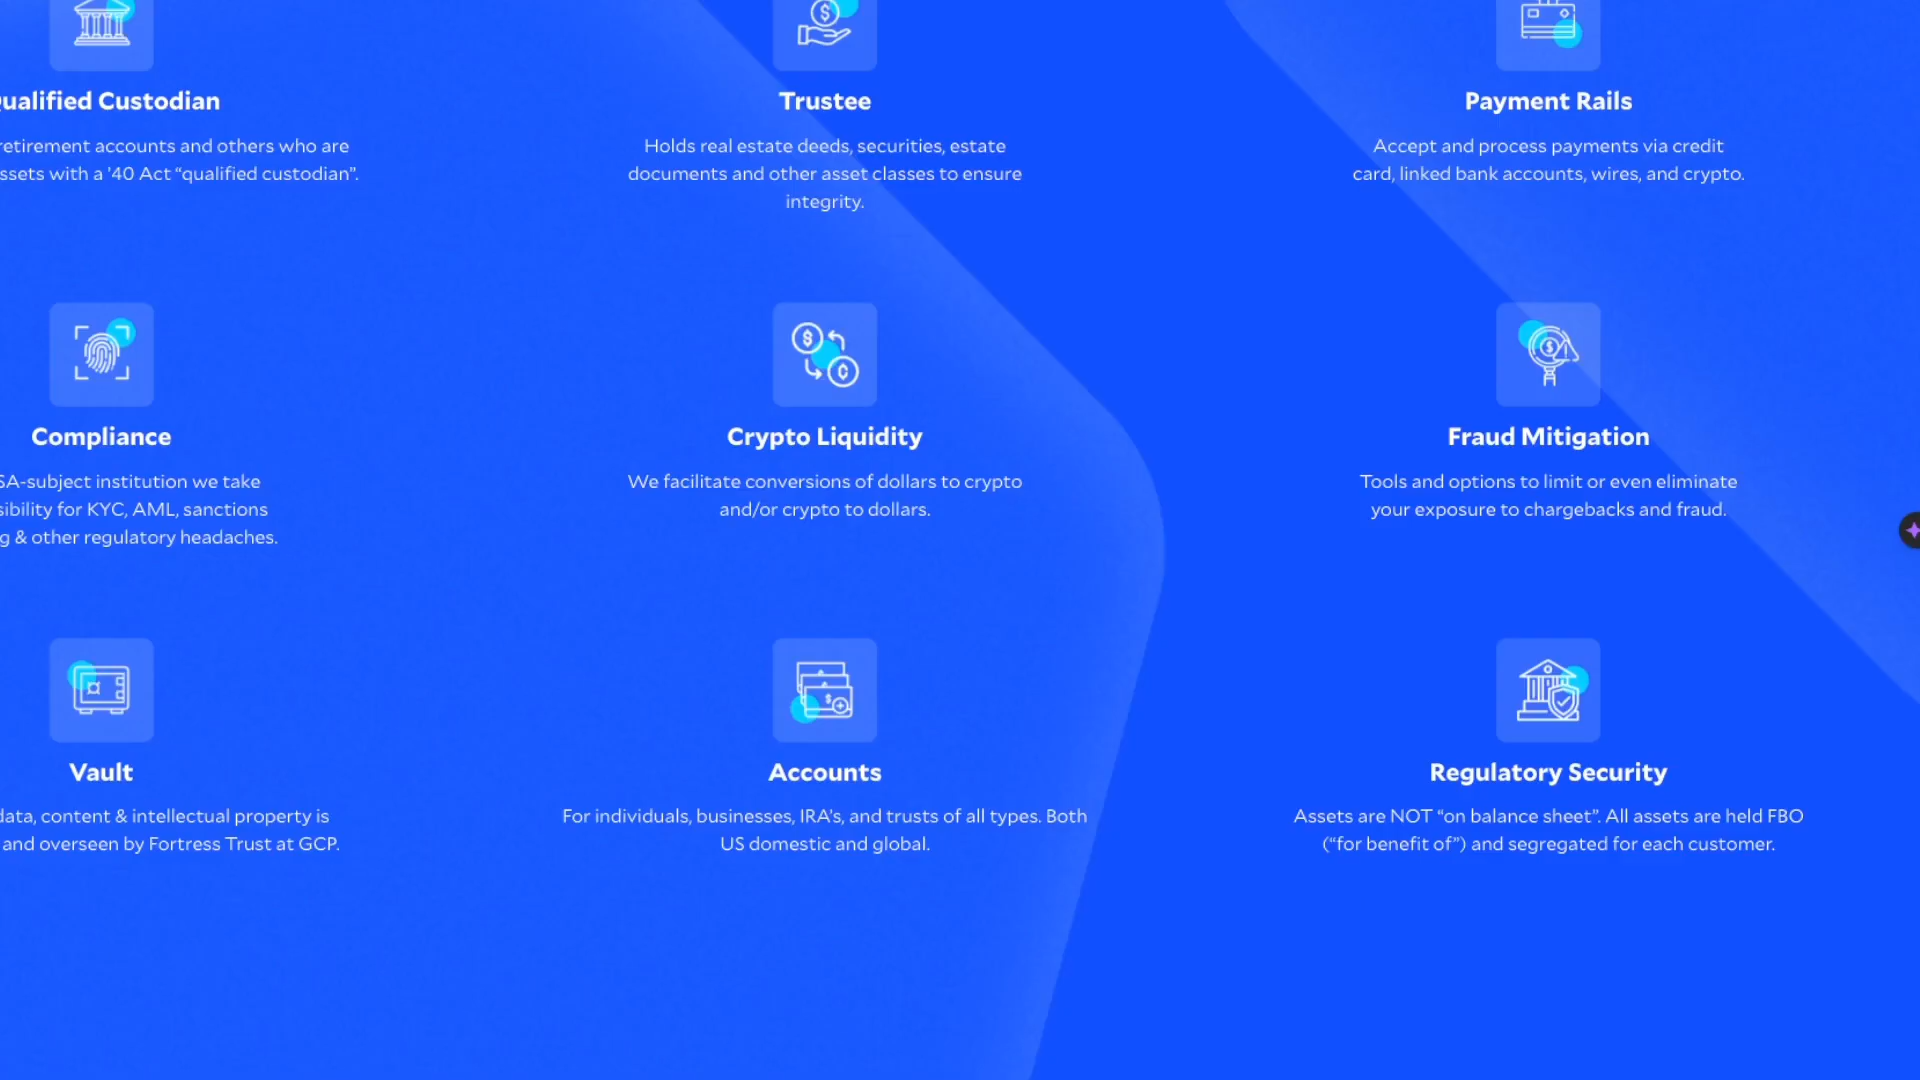 ualified Custodian
retirement accounts and others who are
ssets with a ’40 Act “qualified custodian”.
Trustee
Holds real estate deeds, securities, estate
documents and other asset classes to ensure
integrity.
Payment Rails
Accept and process payments via credit
card, linked bank accounts, wires, and crypto.
Compliance
SA-subject institution we take
sibility for KYC, AML, sanctions
g & other regulatory headaches.
Crypto Liquidity
We facilitate conversions of dollars to crypto
and/or crypto to dollars.
Fraud Mitigation
Tools and options to limit or even eliminate
your exposure to chargebacks and fraud.
Vault
data, content & intellectual property is
and overseen by Fortress Trust at GCP.
Accounts
For individuals, businesses, IRA’s, and trusts of all types. Both
US domestic and global.
Regulatory Security
Assets are NOT “on balance sheet”. All assets are held FBO
(“for benefit of”) and segregated for each customer.